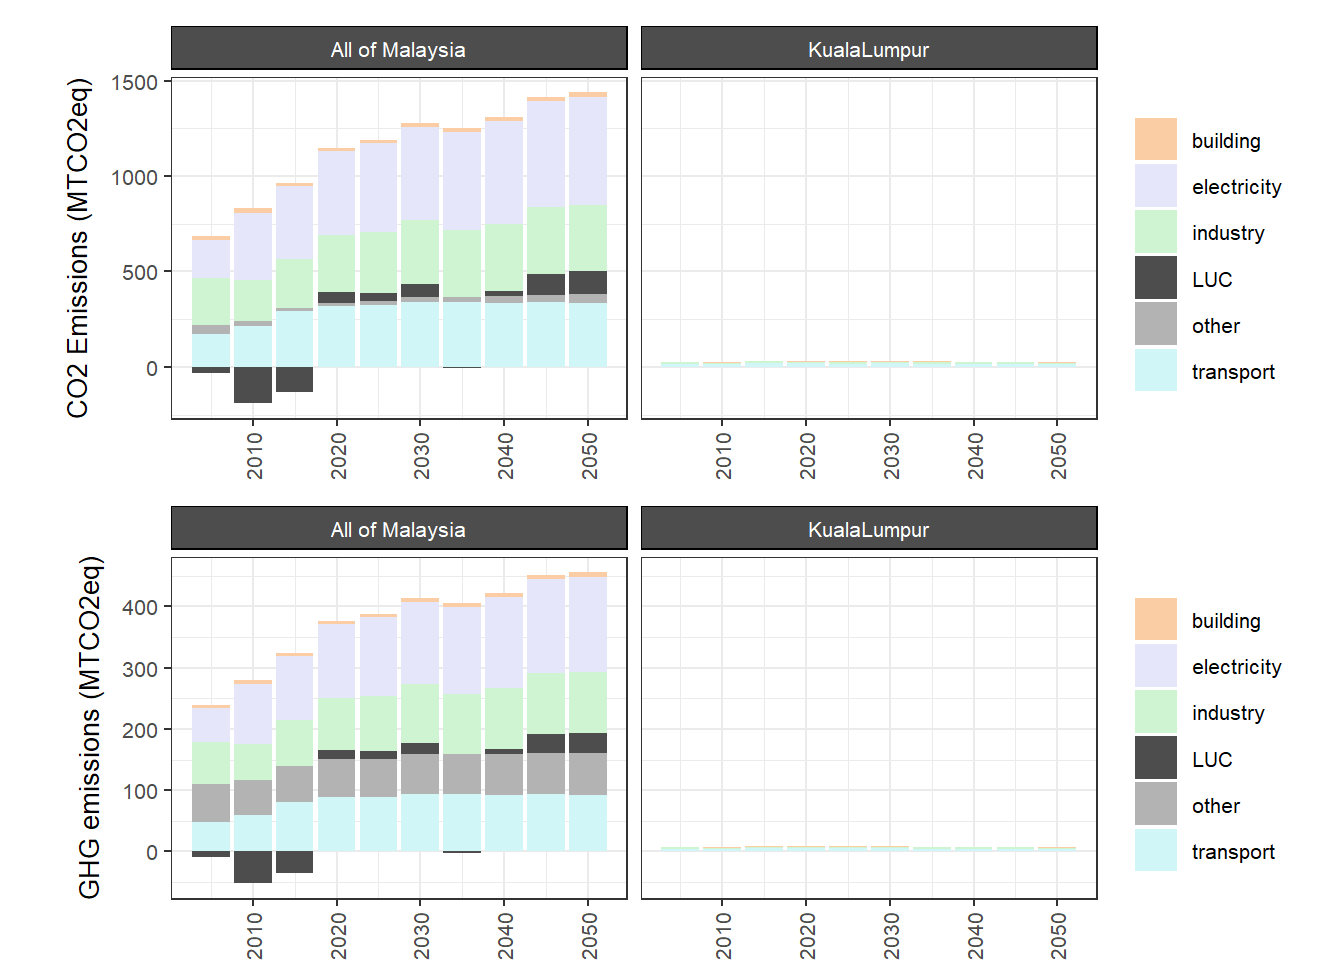 All of Malaysia
KualaLumpur
CO2 Emissions (MTCO2eq)
1500
1000
500
0
2010
2020
2030
2040
2050
2010
2020
2030
2040
2050
building
electricity
industry
LUC
other
transport
All of Malaysia
KualaLumpur
GHG emissions (MTCO2eq)
400
300
200
100
0
2010
2020
2030
2040
2050
2010
2020
2030
2040
2050
building
electricity
industry
LUC
other
transport